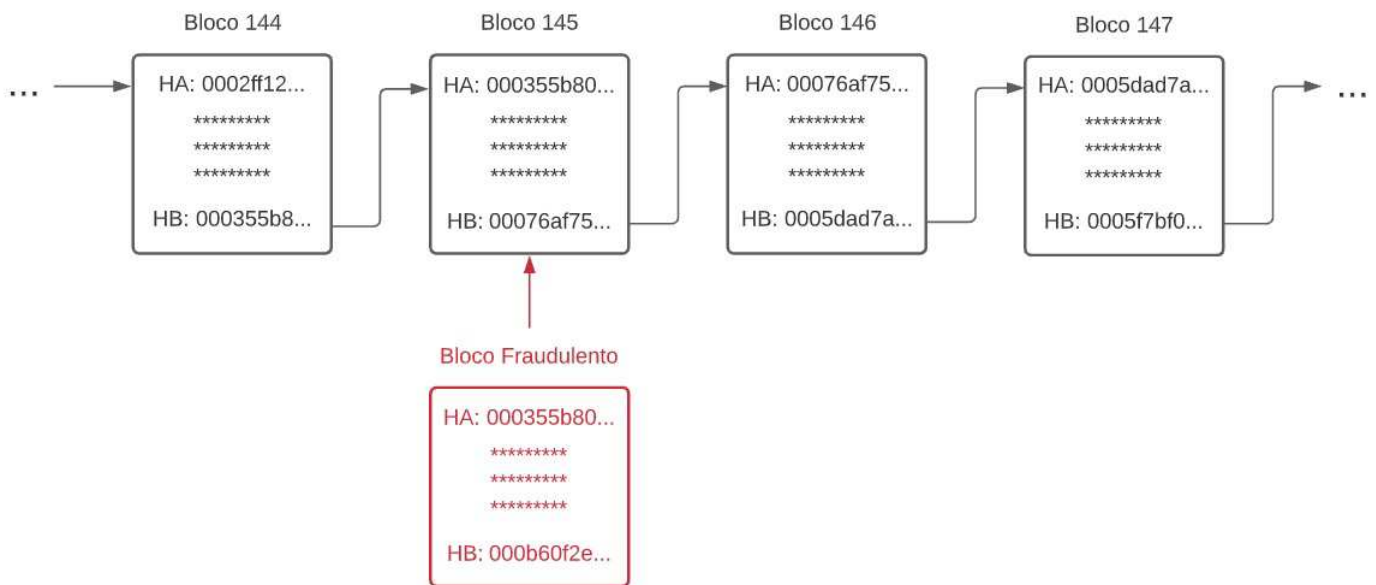 Bloco 144
Bloco 145
Bloco 146
Bloco 147
...
HA: 0002ff12...
*********
*********
*********
HB: 000355b8...
HA: 000355b80...
*********
*********
*********
HB: 00076af75...
HA: 00076af75...
*********
*********
*********
HB: 0005dad7a...
HA: 0005dad7a...
*********
*********
*********
HB: 0005f7bf0...
...
Bloco Fraudulento
HA: 000355b80...
*********
*********
*********
HB: 000b60f2e...